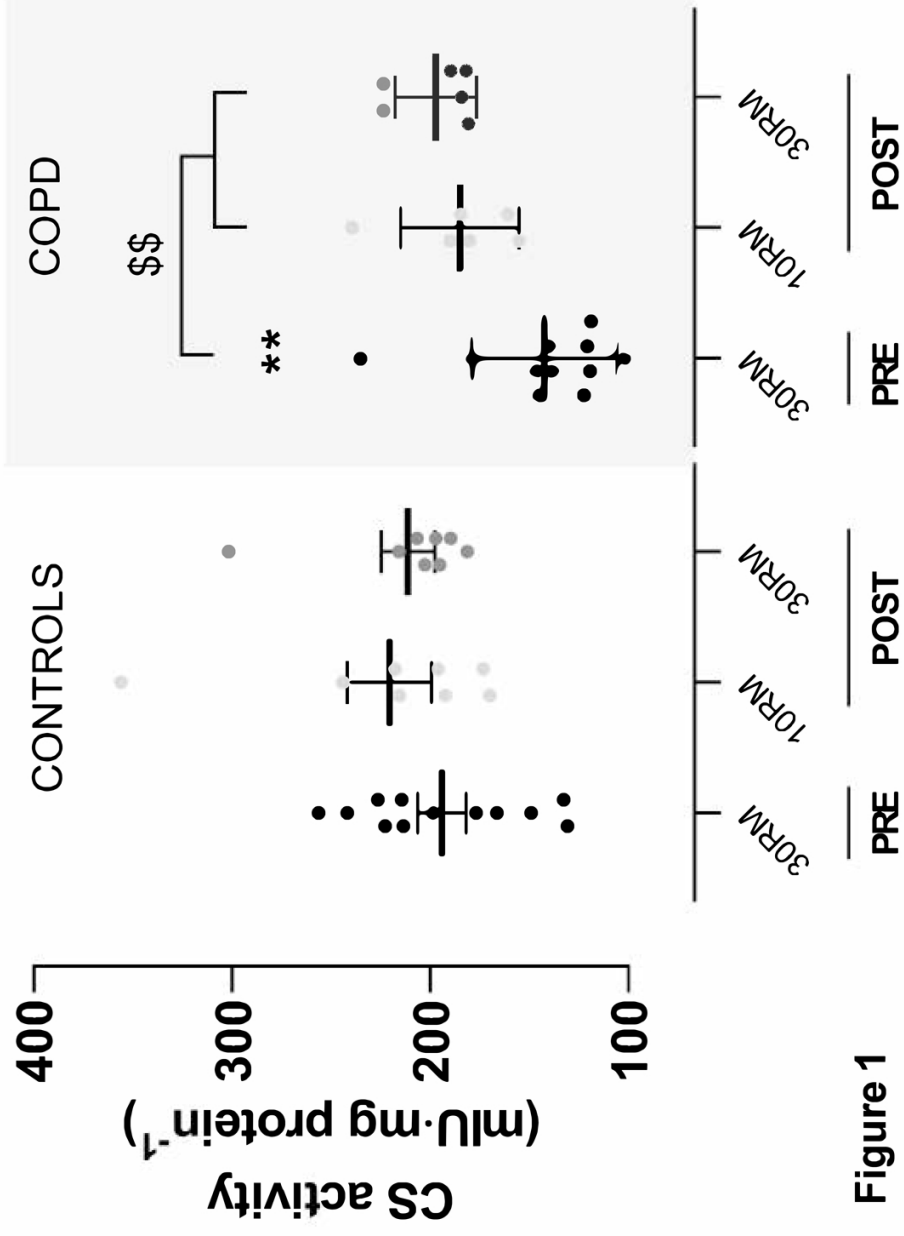 CONTROLS
COPD
$$
**
CS activity
(mIU·mg protein⁻¹)
400
300
200
100
30RM
10RM
30RM
30RM
10RM
30RM
PRE
POST
PRE
POST
Figure 1